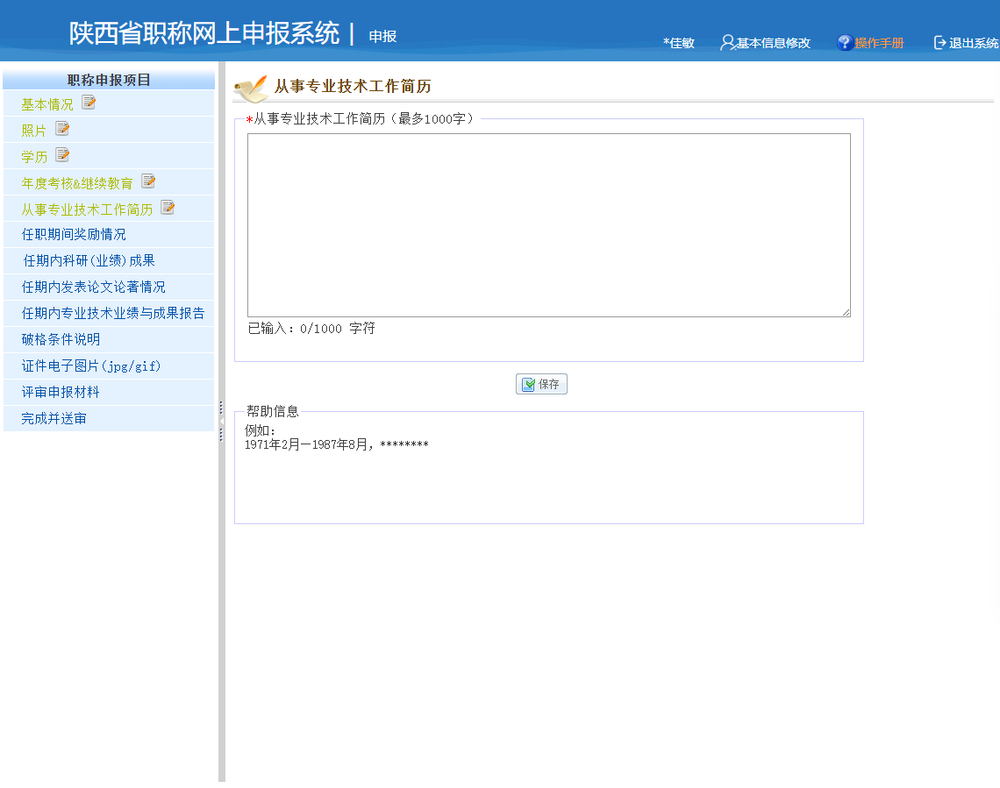 陕西省职称网上申报系统 | 申报
*佳敏 基本信息修改 操作手册 退出系统
职称申报项目
基本情况
照片
学历
年度考核&继续教育
从事专业技术工作简历
任职期间奖励情况
任期内科研(业绩)成果
任期内发表论文论著情况
任期内专业技术业绩与成果报告
破格条件说明
证件电子图片(jpg/gif)
评审申报材料
完成并送审
从事专业技术工作简历
*从事专业技术工作简历（最多1000字）
已输入：0/1000 字符
保存
帮助信息
例如：
1971年2月—1987年8月，********